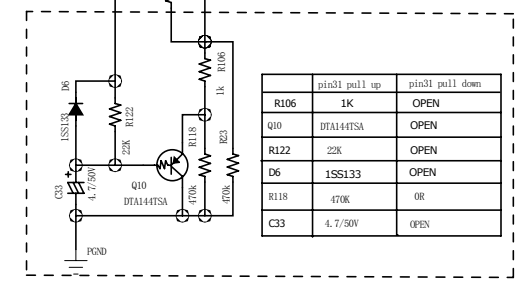 D6
1SS133
R122
22K
R106
1k
R118
470k
R23
470k
+
C33
4.7/50V
Q10
DTA144TSA
PGND
pin31 pull up pin31 pull down
R106 1K OPEN
Q10 DTA144TSA OPEN
R122 22K OPEN
D6 1SS133 OPEN
R118 470K 0R
C33 4.7/50V OPEN